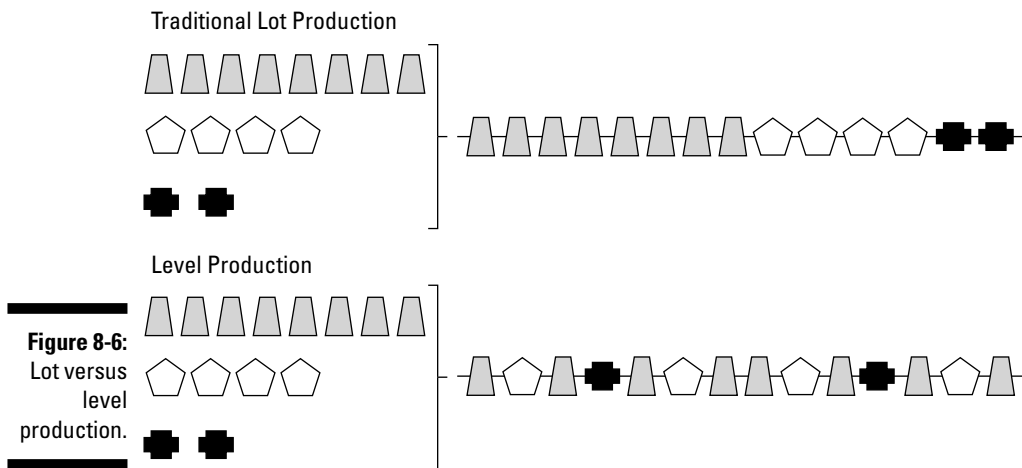 Traditional Lot Production
Level Production
Figure 8-6:
Lot versus
level
production.